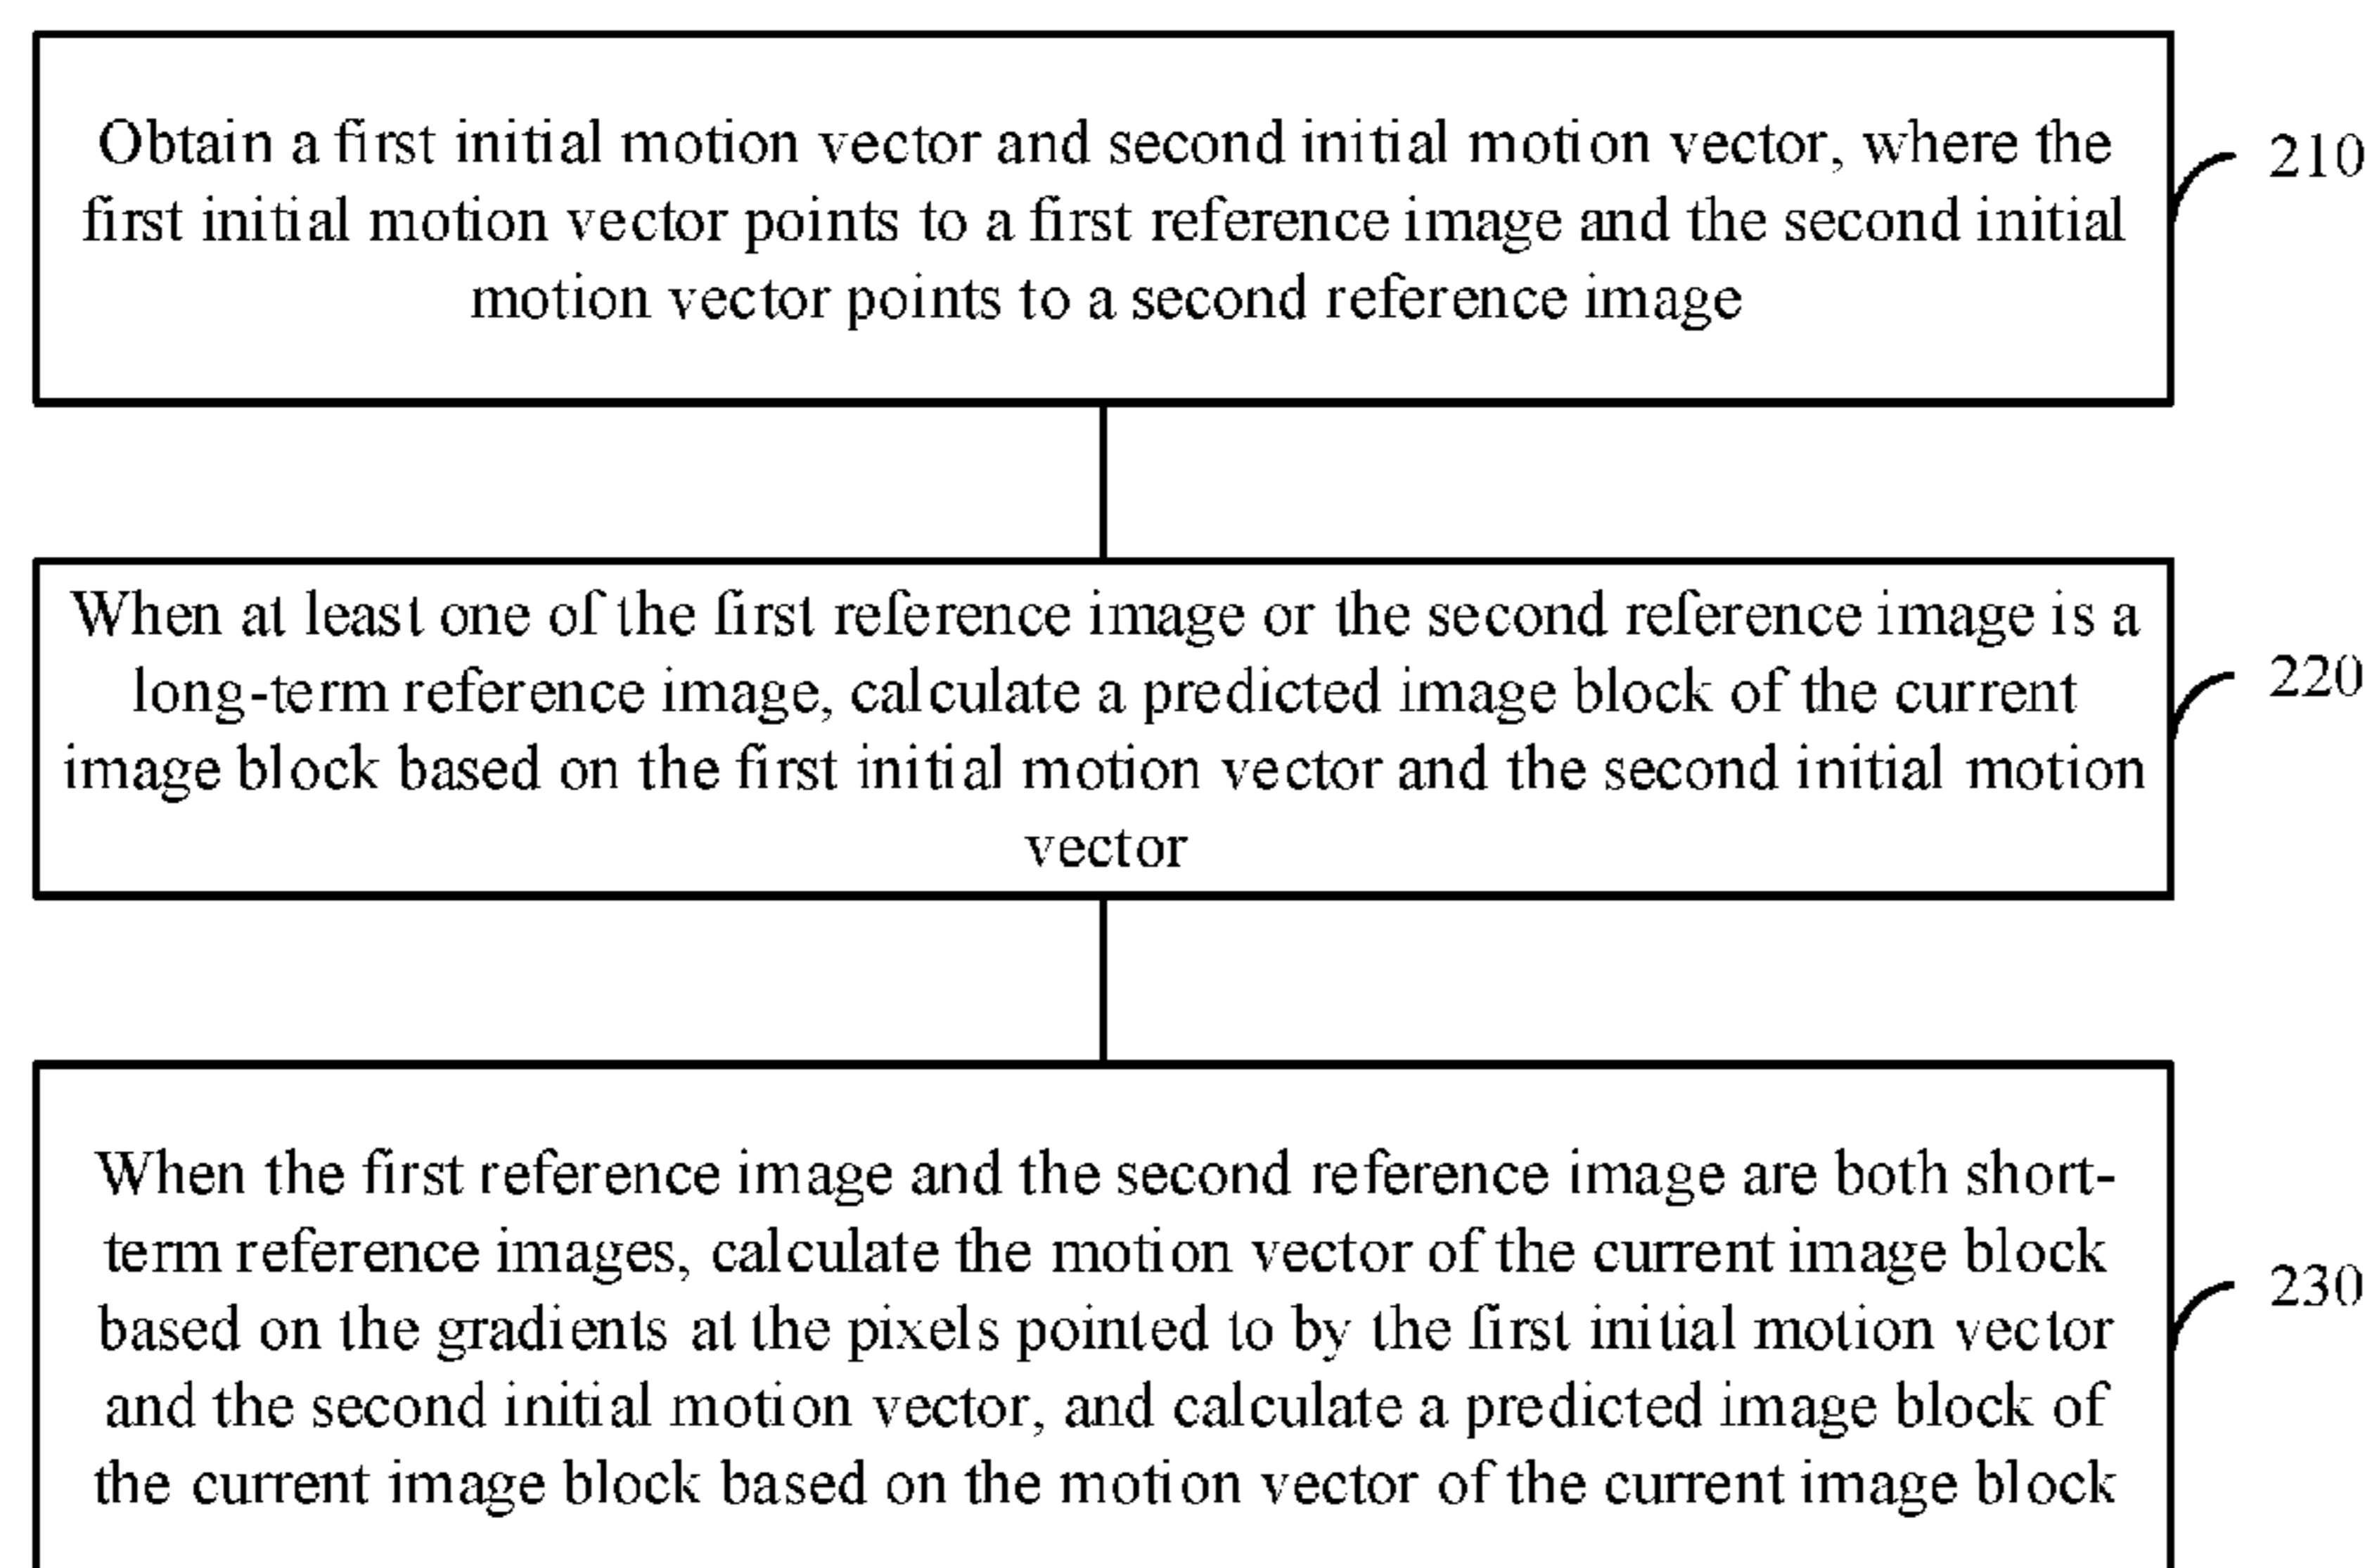 Obtain a first initial motion vector and second initial motion vector, where the
first initial motion vector points to a first reference image and the second initial
motion vector points to a second reference image
210
When at least one of the first reference image or the second reference image is a
long-term reference image, calculate a predicted image block of the current
image block based on the first initial motion vector and the second initial motion
vector
220
When the first reference image and the second reference image are both short-
term reference images, calculate the motion vector of the current image block
based on the gradients at the pixels pointed to by the first initial motion vector
and the second initial motion vector, and calculate a predicted image block of
the current image block based on the motion vector of the current image block
230